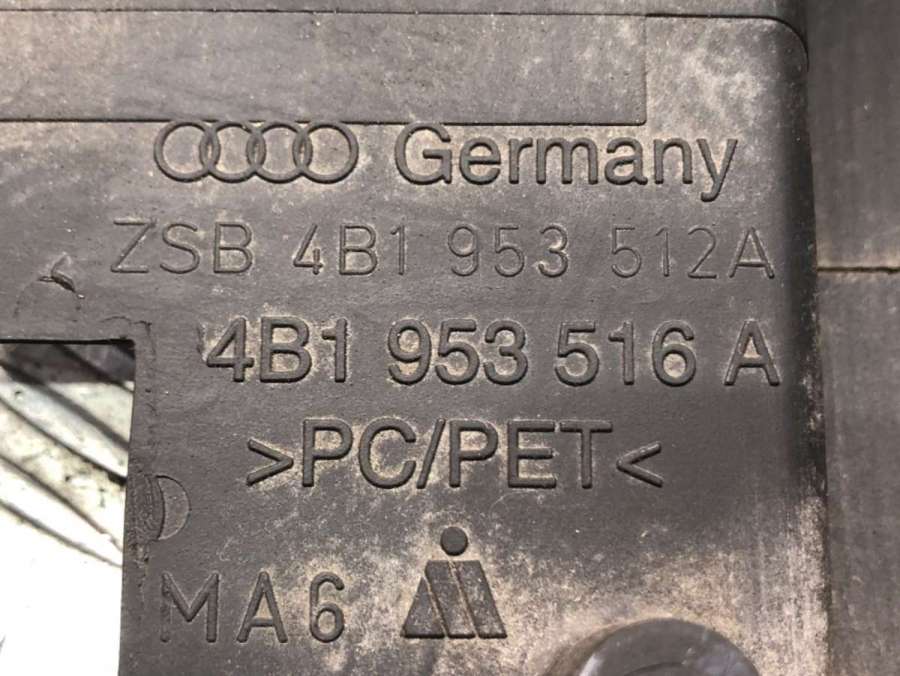 Germany
ZSB 4B1 953 512A
4B1 953 516 A
>PC/PET<
MA6